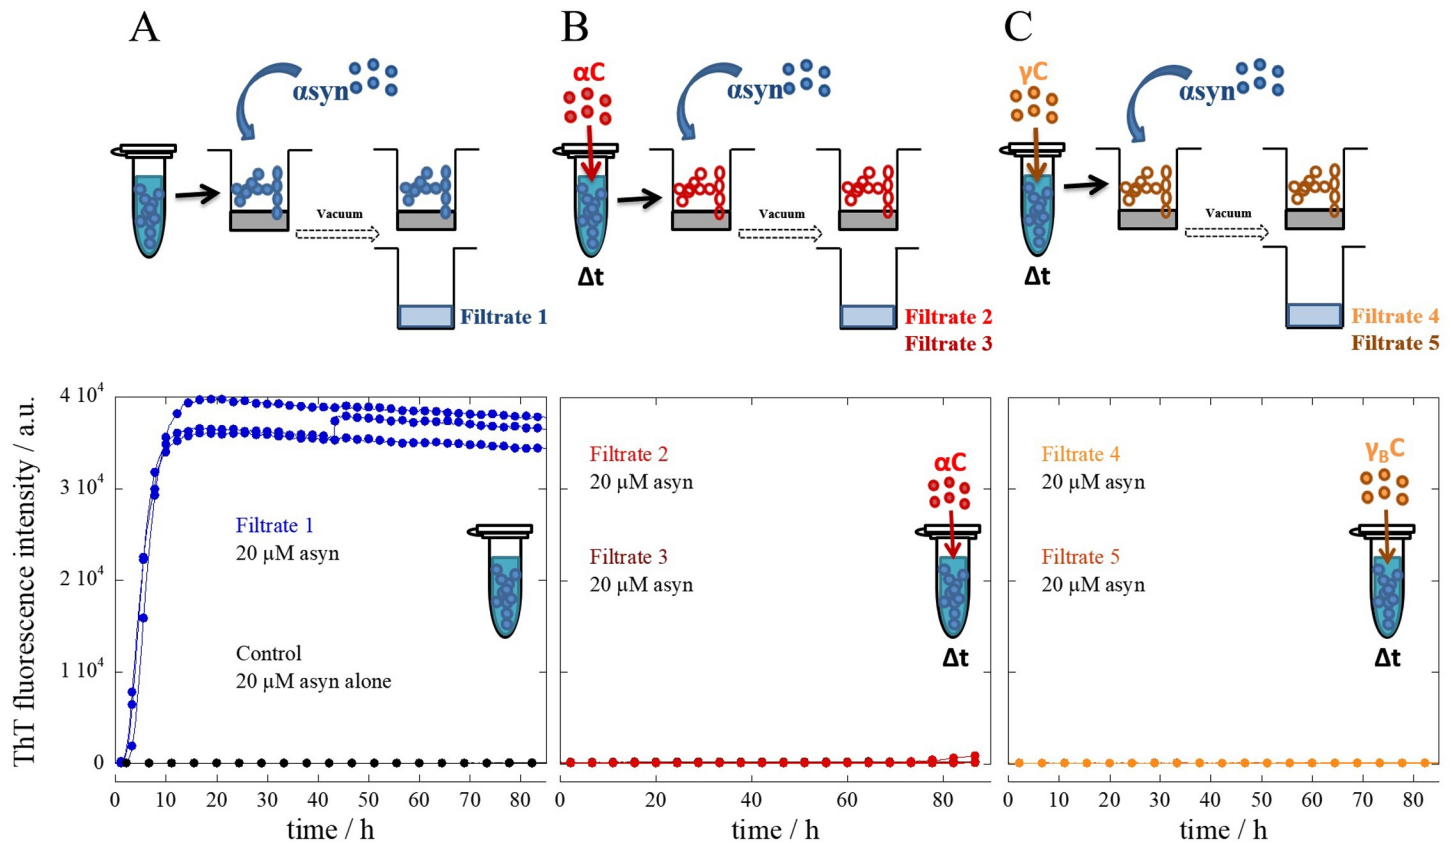 A
αsyn
Vacuum
Filtrate 1
B
αC
αsyn
Vacuum
Δt
Filtrate 2
Filtrate 3
C
γC
αsyn
Vacuum
Δt
Filtrate 4
Filtrate 5
ThT fluorescence intensity / a.u.
4 10⁴
3 10⁴
2 10⁴
1 10⁴
0
Filtrate 1
20 µM asyn
Control
20 µM asyn alone
0 10 20 30 40 50 60 70 80
time / h
Filtrate 2
20 µM asyn
Filtrate 3
20 µM asyn
αC
Δt
0 20 40 60 80
time / h
Filtrate 4
20 µM asyn
Filtrate 5
20 µM asyn
γ_BC
Δt
0 10 20 30 40 50 60 70 80
time / h